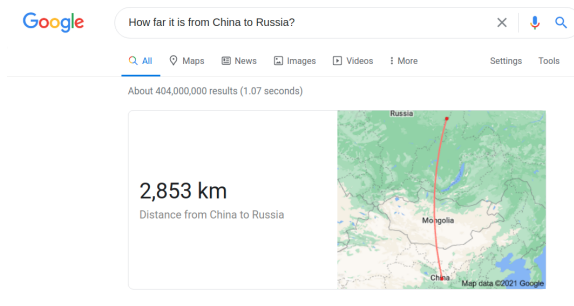 Google
How far it is from China to Russia?
All Maps News Images Videos More Settings Tools
About 404,000,000 results (1.07 seconds)
Russia
2,853 km
Distance from China to Russia
Mongolia
China
Map data ©2021 Google